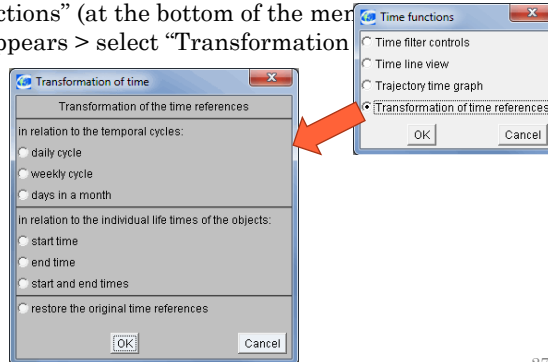 ctions” (at the bottom of the
ppears > select “Transformation
Time functions
Time filter controls
Time line view
Trajectory time graph
Transformation of time references
OK Cancel
Transformation of time
Transformation of the time references
in relation to the temporal cycles:
daily cycle
weekly cycle
days in a month
in relation to the individual life times of the objects:
start time
end time
start and end times
restore the original time references
OK Cancel